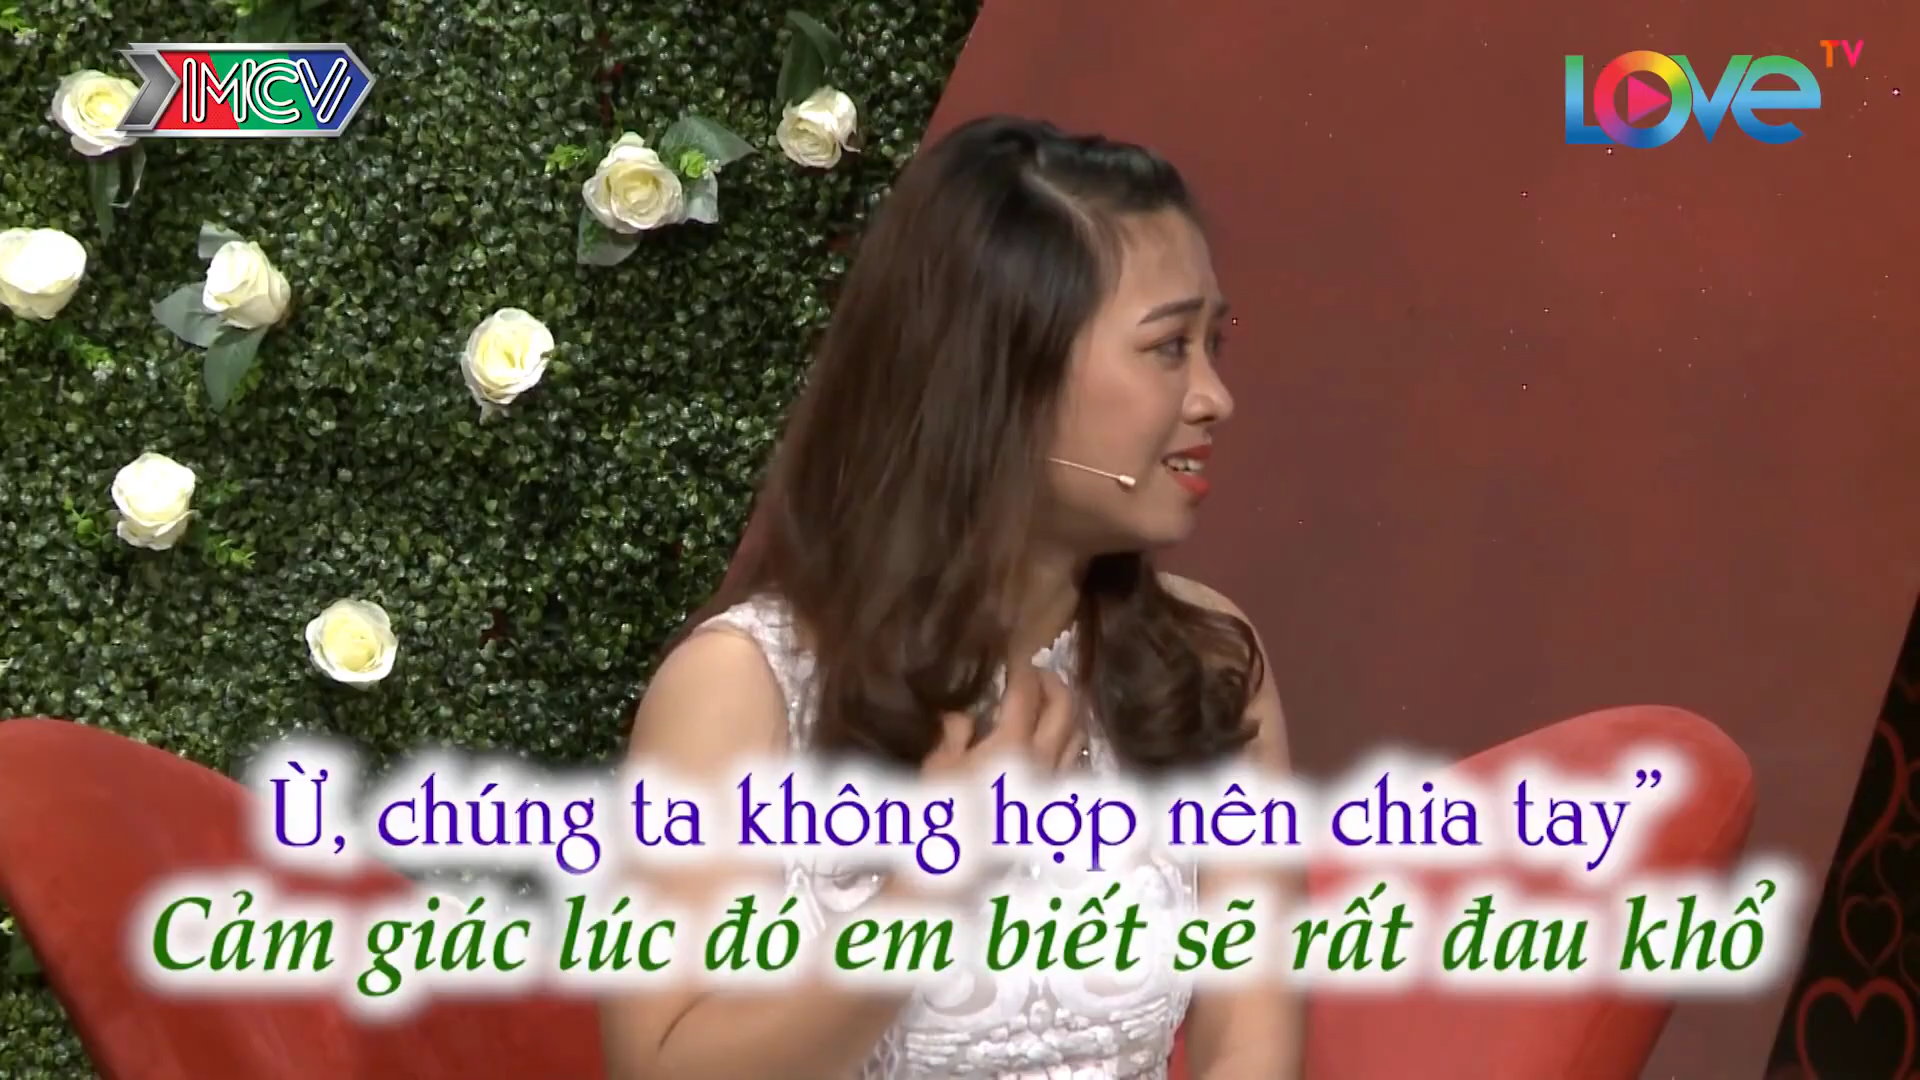 MCV
LOVE TV
Ừ, chúng ta không hợp nên chia tay”
Cảm giác lúc đó em biết sẽ rất đau khổ